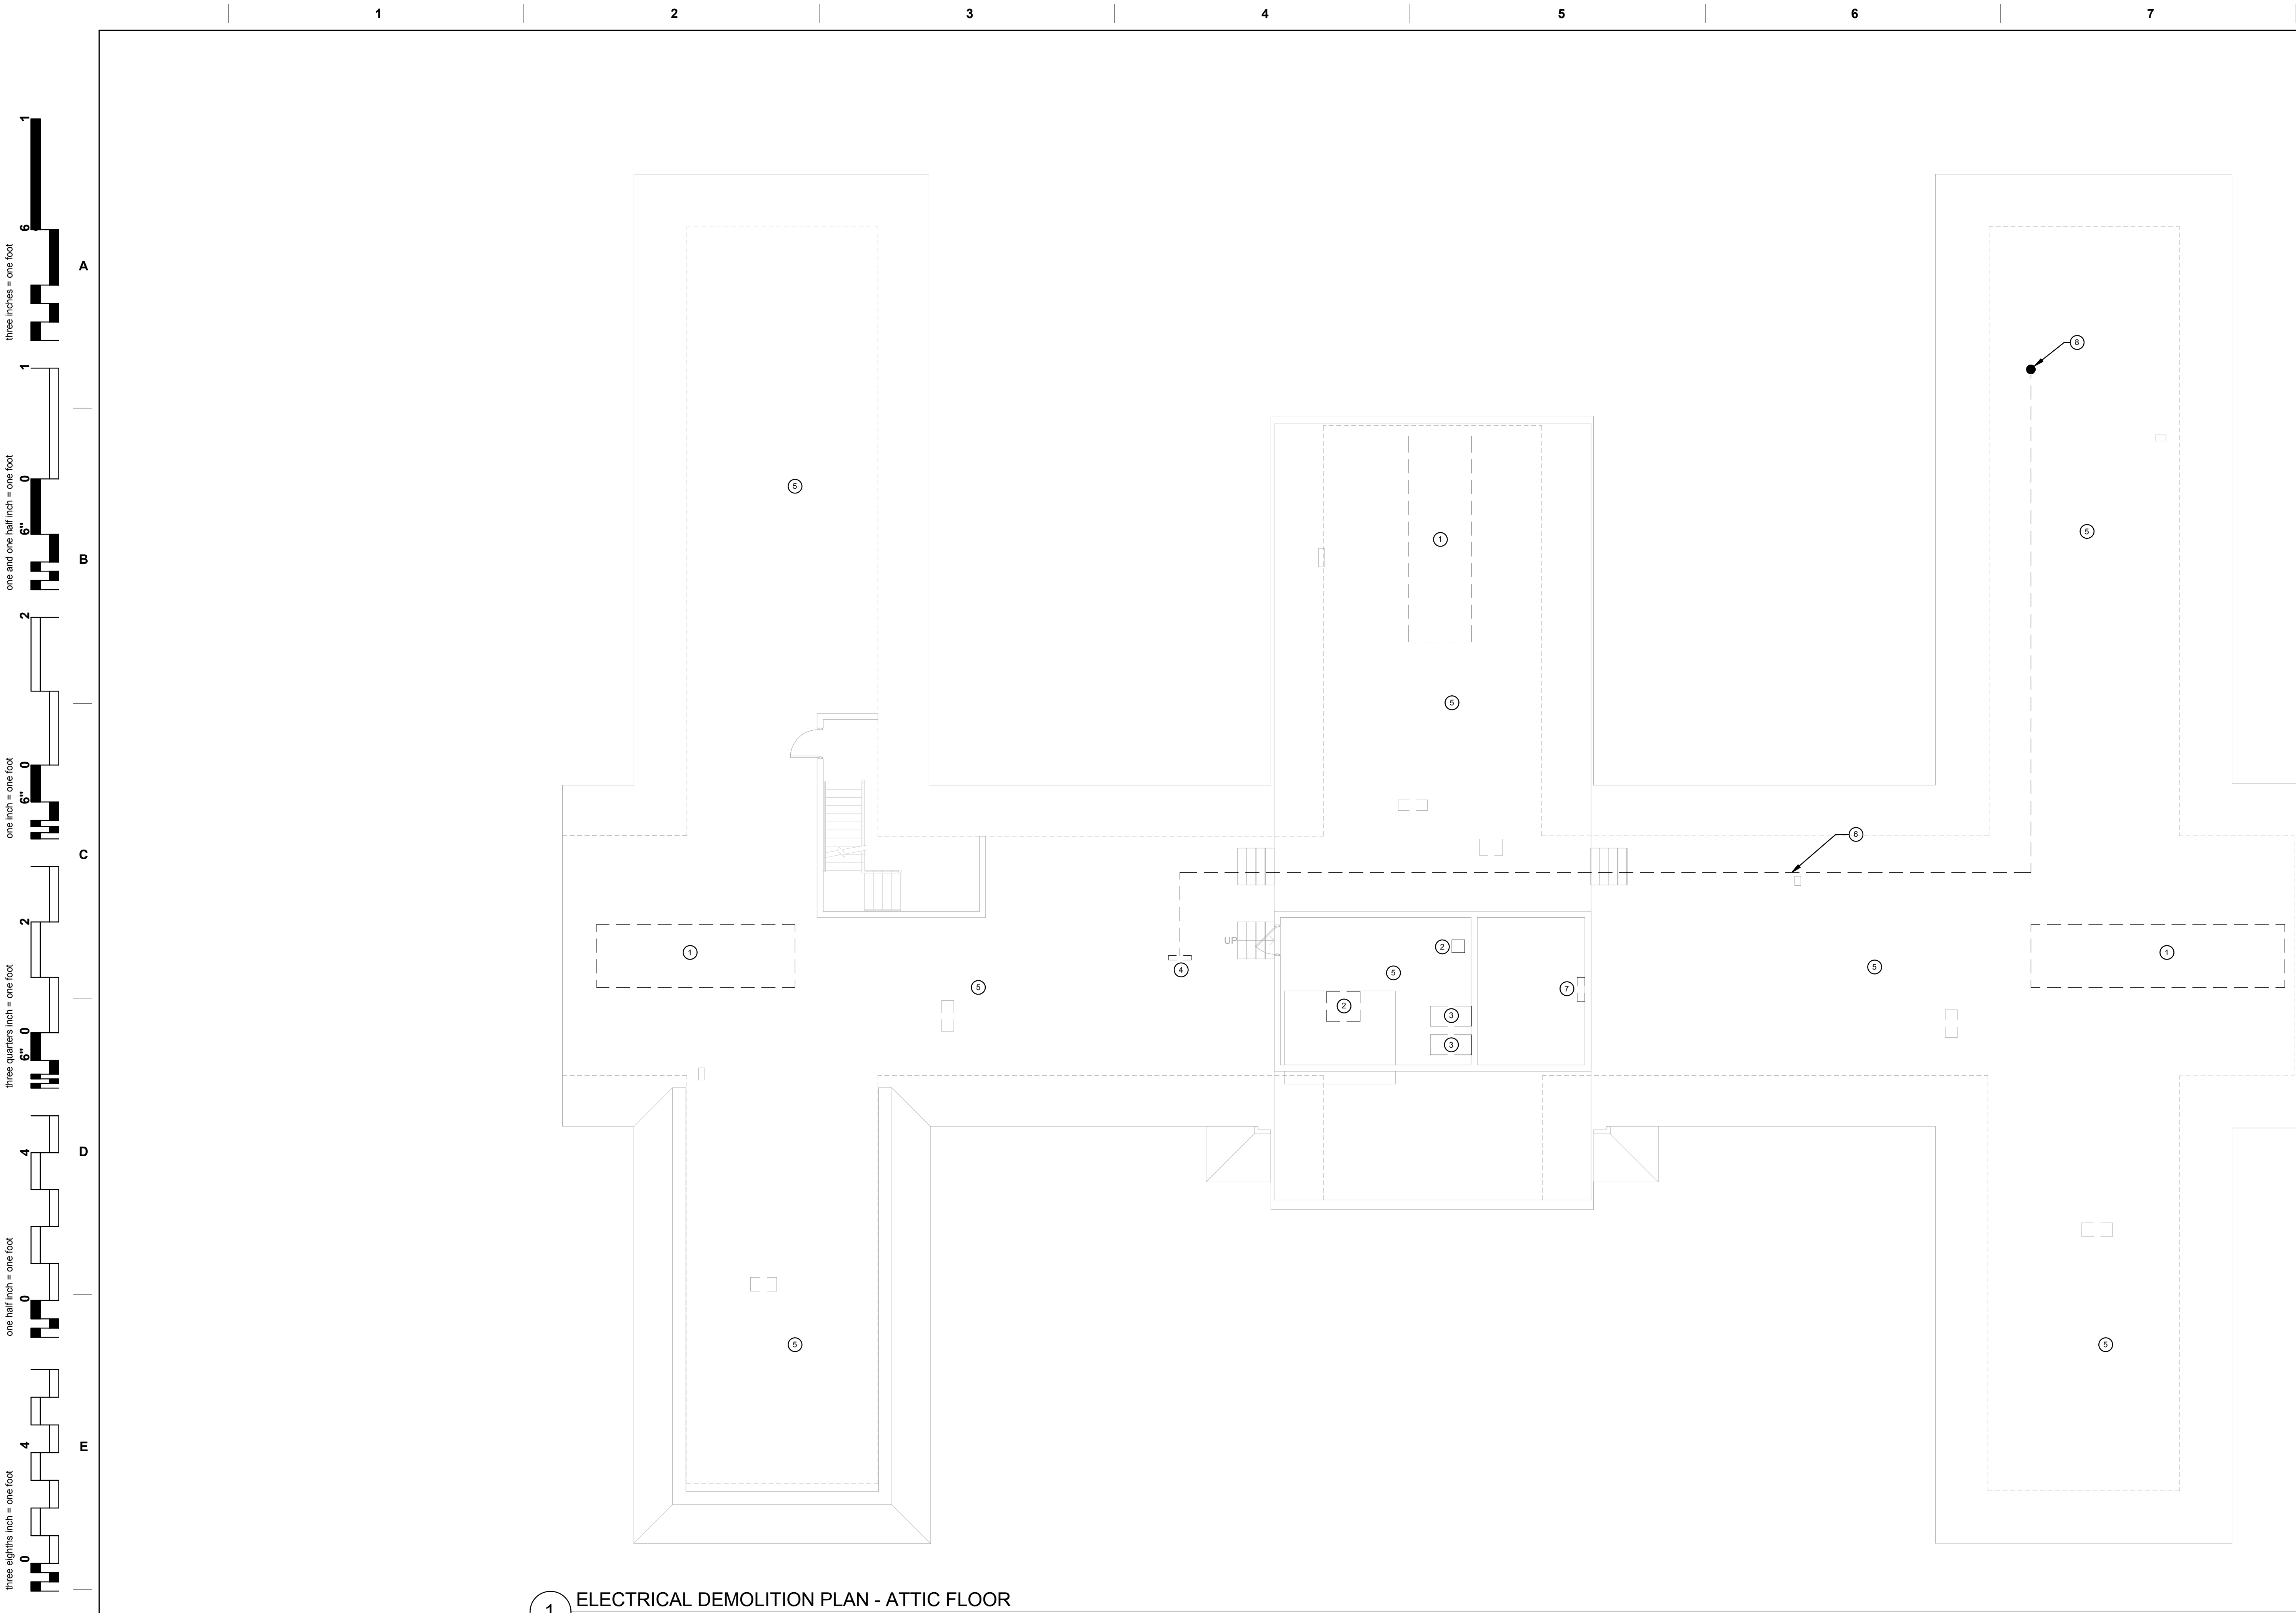 1 2 3 4 5 6 7
three inches = one foot
1
6
one and one half inch = one foot
1
0
6"
one inch = one foot
2
0
6"
three quarters inch = one foot
2
0
6"
one half inch = one foot
4
0
three eighths inch = one foot
4
0
A
B
C
D
E
8
5
1
5
5
6
UP
1
2
5
1
4
5
7
5
2
3
3
5
5
1 ELECTRICAL DEMOLITION PLAN - ATTIC FLOOR